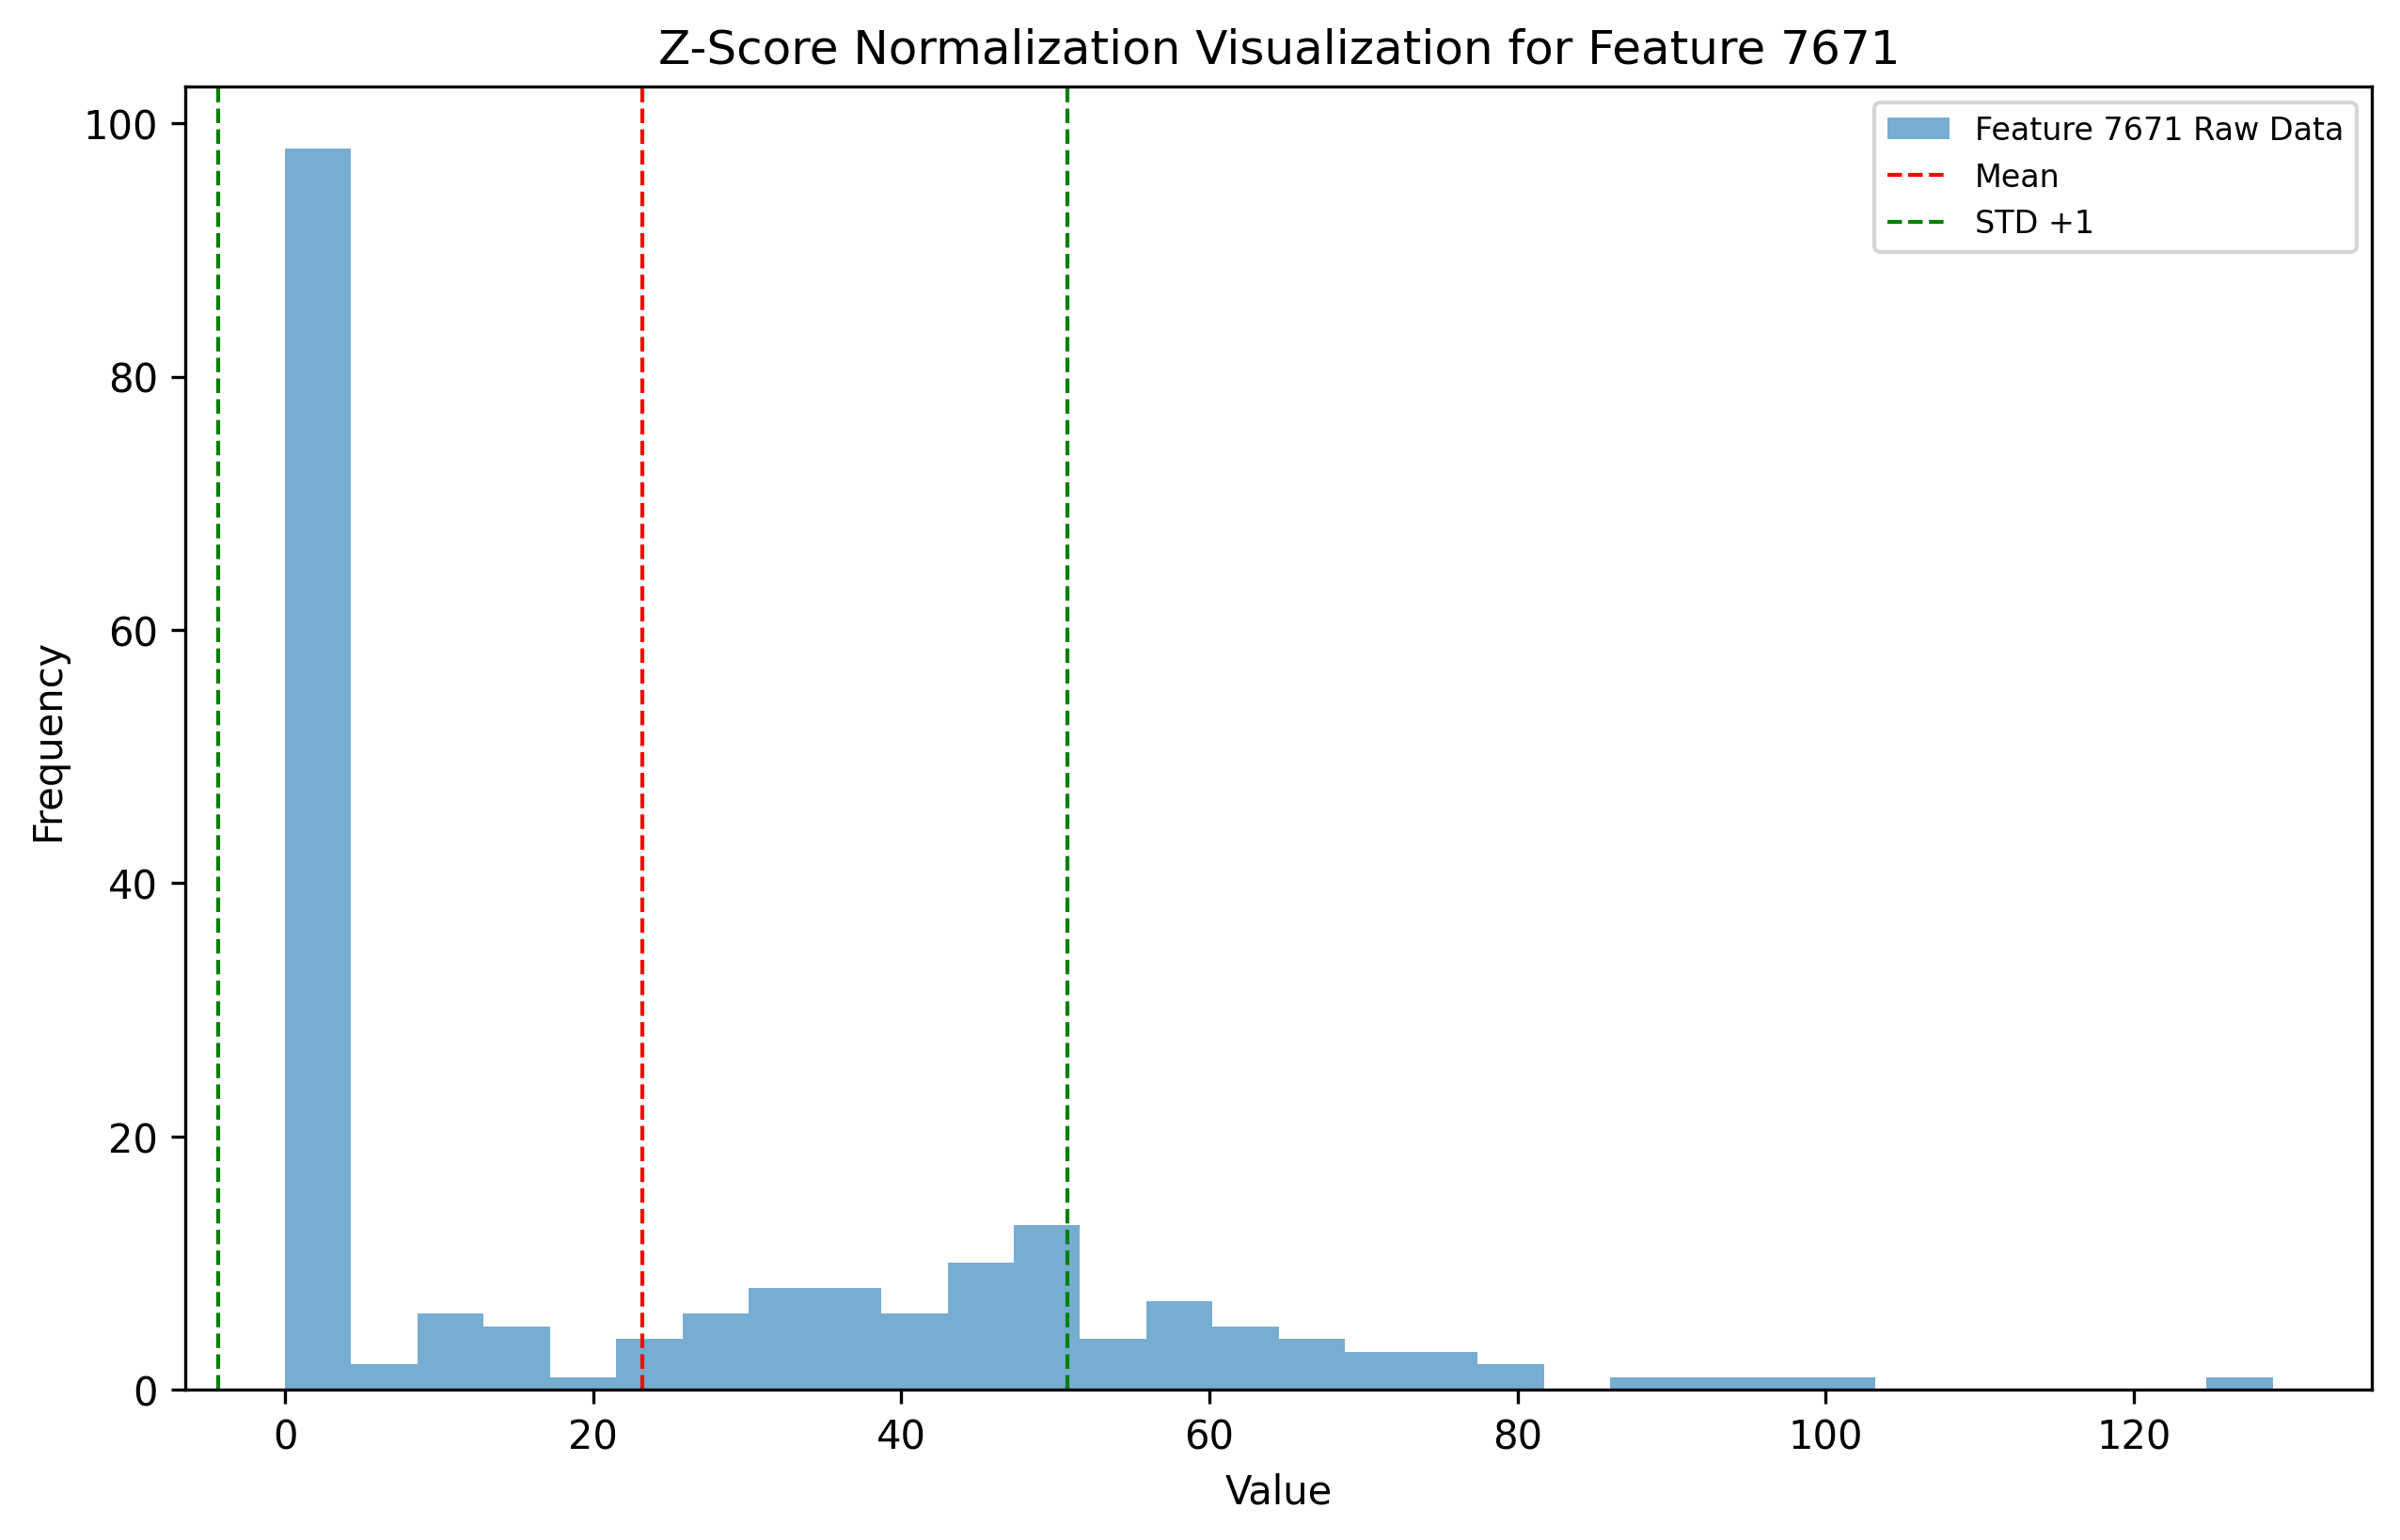 Z-Score Normalization Visualization for Feature 7671
Feature 7671 Raw Data
Mean
STD +1
100
80
60
40
20
0
Frequency
0 20 40 60 80 100 120
Value